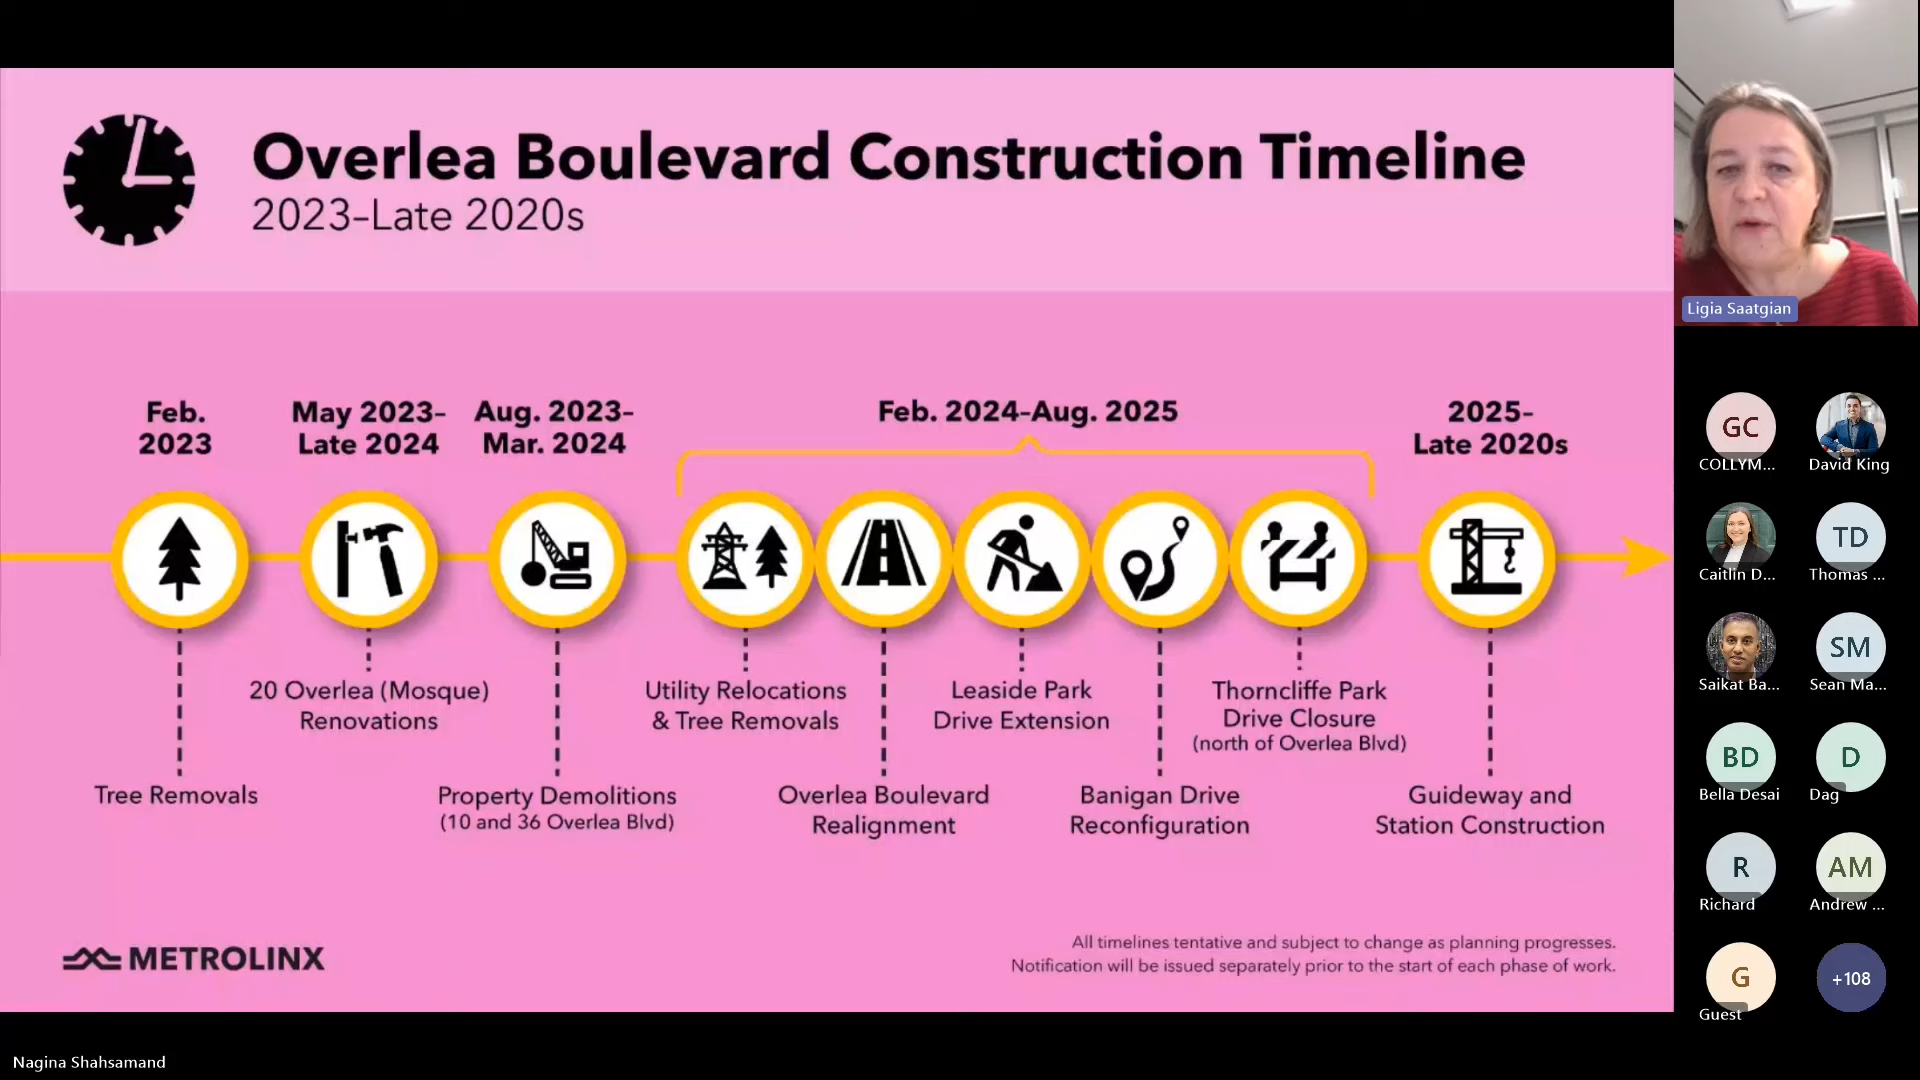 Overlea Boulevard Construction Timeline
2023–Late 2020s
Feb.
2023
May 2023–
Late 2024
Aug. 2023–
Mar. 2024
Feb. 2024–Aug. 2025
2025–
Late 2020s
Tree Removals
20 Overlea (Mosque)
Renovations
Property Demolitions
(10 and 36 Overlea Blvd)
Utility Relocations
& Tree Removals
Overlea Boulevard
Realignment
Leaside Park
Drive Extension
Banigan Drive
Reconfiguration
Thorncliffe Park
Drive Closure
(north of Overlea Blvd)
Guideway and
Station Construction
METROLINX
All timelines tentative and subject to change as planning progresses.
Notification will be issued separately prior to the start of each phase of work.
Nagina Shahsamand
Ligia Saatgian
GC
COLLYM...
David King
Caitlin D...
TD
Thomas ...
Saikat Ba...
SM
Sean Ma...
BD
Bella Desai
D
Dag
R
Richard
AM
Andrew ...
G
Guest
+108